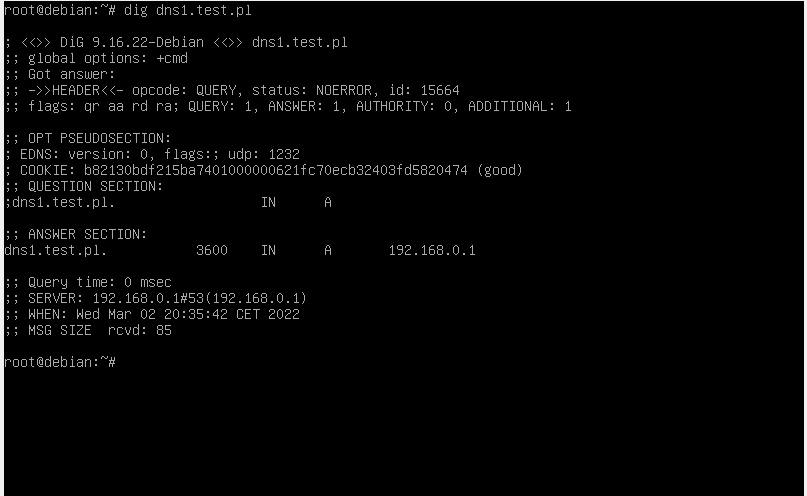 root@debian:~# dig dns1.test.pl
; <<>> DiG 9.16.22-Debian <<>> dns1.test.pl
;; global options: +cmd
;; Got answer:
;; ->>HEADER<<- opcode: QUERY, status: NOERROR, id: 15664
;; flags: qr aa rd ra; QUERY: 1, ANSWER: 1, AUTHORITY: 0, ADDITIONAL: 1
;; OPT PSEUDOSECTION:
; EDNS: version: 0, flags:; udp: 1232
; COOKIE: b82130bdf215ba7401000000621fc70ecb32403fd5820474 (good)
;; QUESTION SECTION:
;dns1.test.pl. IN A
;; ANSWER SECTION:
dns1.test.pl. 3600 IN A 192.168.0.1
;; Query time: 0 msec
;; SERVER: 192.168.0.1#53(192.168.0.1)
;; WHEN: Wed Mar 02 20:35:42 CET 2022
;; MSG SIZE rcvd: 85
root@debian:~#